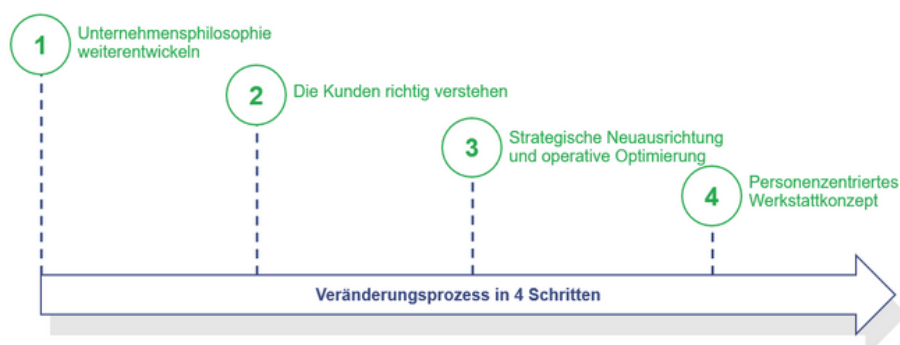 1
Unternehmensphilosophie
weiterentwickeln
2
Die Kunden richtig verstehen
3
Strategische Neuausrichtung
und operative Optimierung
4
Personenzentriertes
Werkstattkonzept
Veränderungsprozess in 4 Schritten